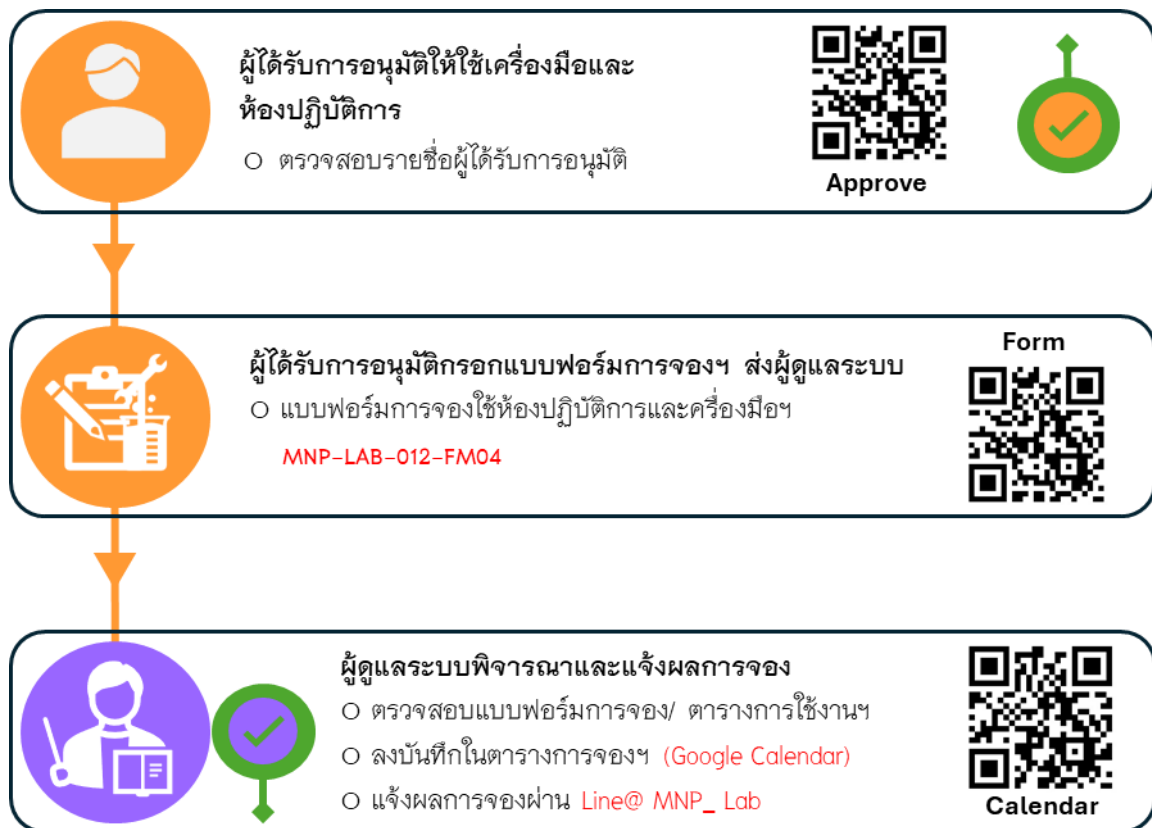 ผู้ได้รับการอนุมัติให้ใช้เครื่องมือและ
ห้องปฏิบัติการ
O ตรวจสอบรายชื่อผู้ได้รับการอนุมัติ
Approve
ผู้ได้รับการอนุมัติกรอกแบบฟอร์มการจองฯ ส่งผู้ดูแลระบบ
O แบบฟอร์มการจองใช้ห้องปฏิบัติการและเครื่องมือฯ
MNP-LAB-012-FM04
Form
ผู้ดูแลระบบพิจารณาและแจ้งผลการจอง
O ตรวจสอบแบบฟอร์มการจอง/ ตารางการใช้งานฯ
O ลงบันทึกในตารางการจองฯ (Google Calendar)
O แจ้งผลการจองผ่าน Line@ MNP_ Lab
Calendar